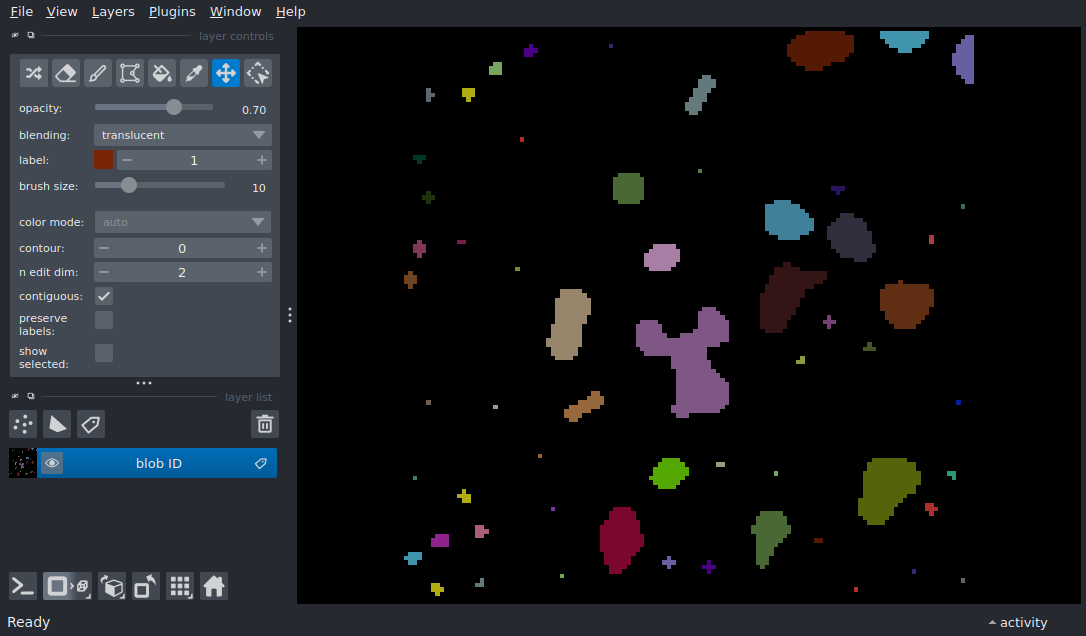 File View Layers Plugins Window Help
layer controls
opacity: 0.70
blending: translucent
label: 1
brush size: 10
color mode: auto
contour: 0
n edit dim: 2
contiguous:
preserve
labels:
show
selected:
layer list
blob ID
Ready
activity